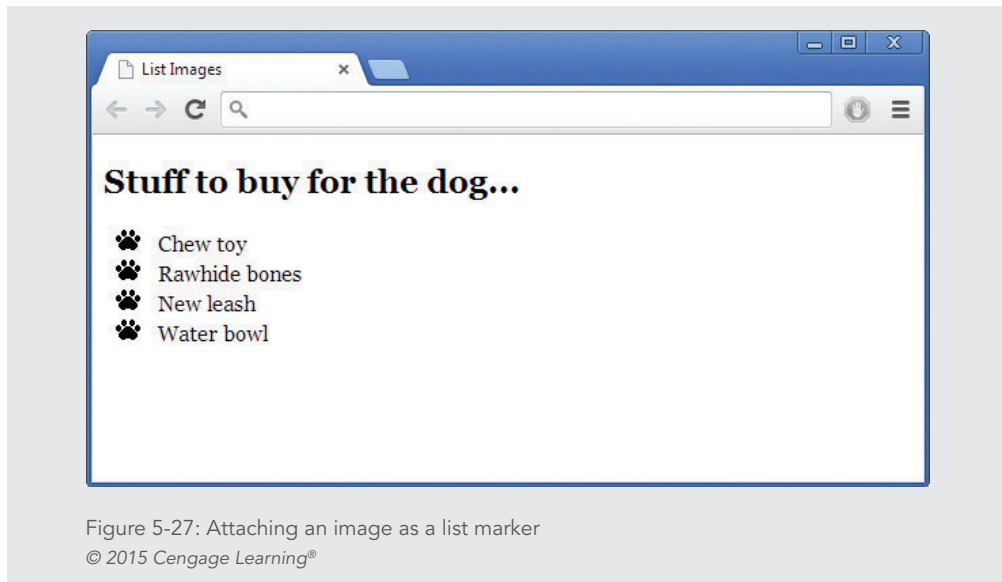 List Images
Stuff to buy for the dog...
Chew toy
Rawhide bones
New leash
Water bowl
Figure 5-27: Attaching an image as a list marker
© 2015 Cengage Learning®